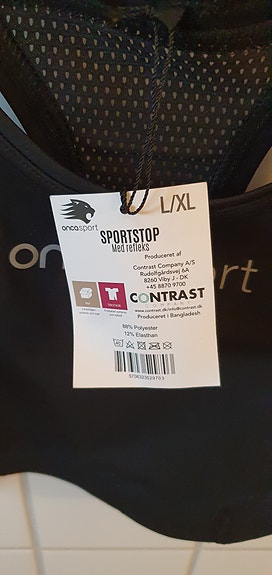 L/XL
oncasport
SPORTSTOP
Med refleks
Produceret af
Contrast Company A/S
Rudolfgårdsvej 6A
8260 Viby J - DK
+45 8870 9700
CONTRAST
COMPANY
www.contrast.dk/info@contrast.dk
Produceret i Bangladesh
88% Polyester
12% Elasthan